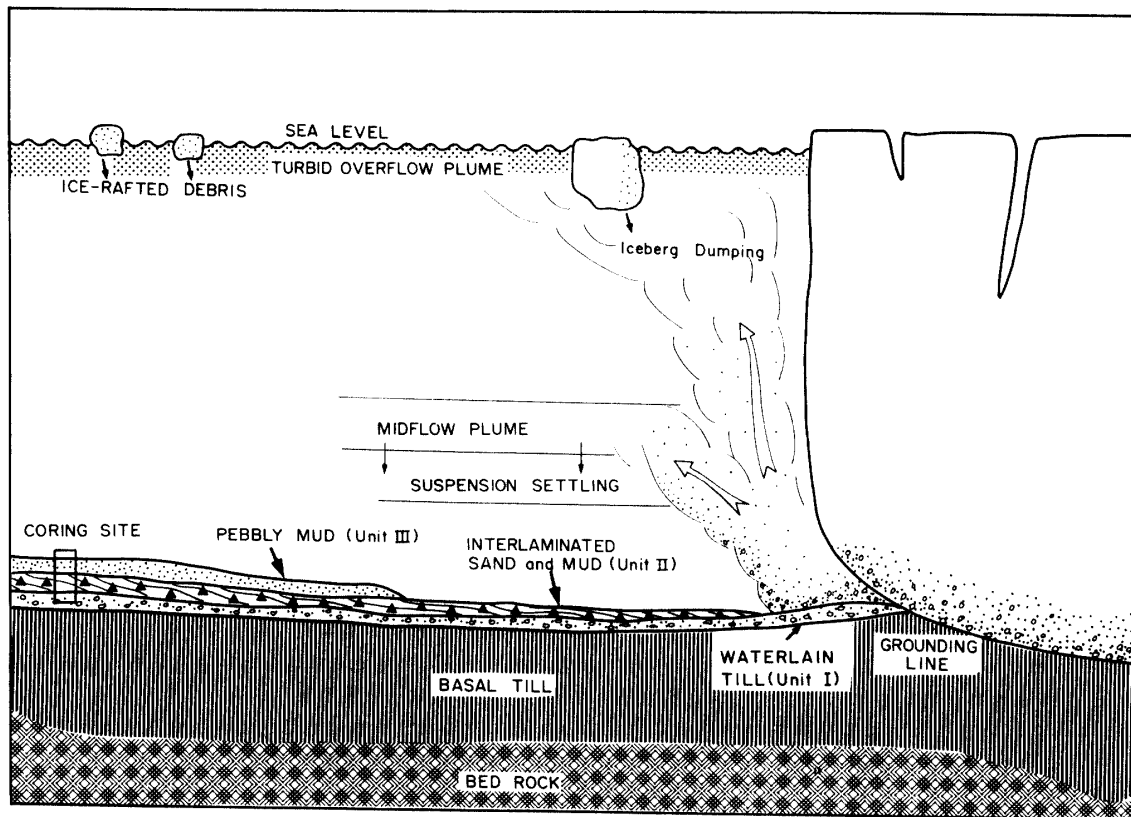 SEA LEVEL
TURBID OVERFLOW PLUME
ICE-RAFTED DEBRIS
Iceberg Dumping
MIDFLOW PLUME
SUSPENSION SETTLING
CORING SITE
PEBBLY MUD (Unit III)
INTERLAMINATED
SAND and MUD (Unit II)
WATERLAIN
TILL (Unit I)
GROUNDING
LINE
BASAL TILL
BED ROCK